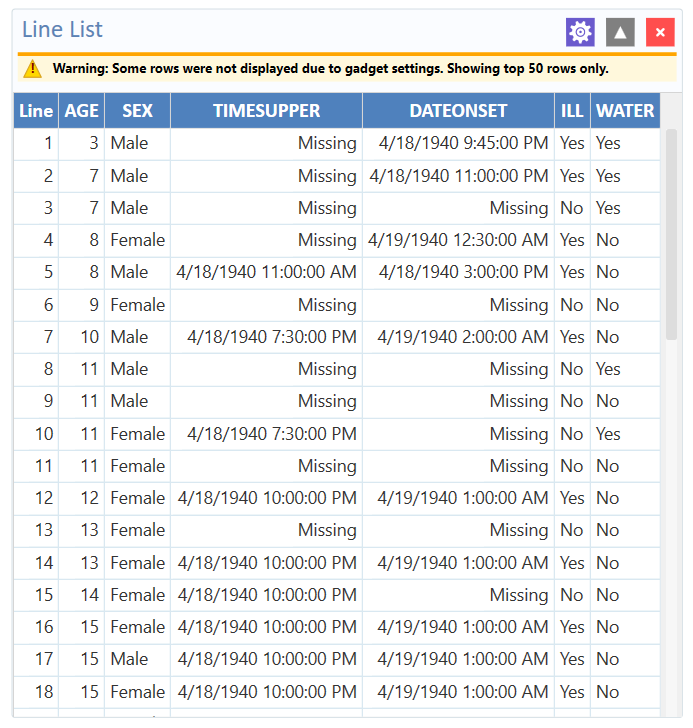 Line List
Warning: Some rows were not displayed due to gadget settings. Showing top 50 rows only.
Line AGE SEX TIMESUPPER DATEONSET ILL WATER
1 3 Male Missing 4/18/1940 9:45:00 PM Yes Yes
2 7 Male Missing 4/18/1940 11:00:00 PM Yes Yes
3 7 Male Missing Missing No Yes
4 8 Female Missing 4/19/1940 12:30:00 AM Yes No
5 8 Male 4/18/1940 11:00:00 AM 4/18/1940 3:00:00 PM Yes No
6 9 Female Missing Missing No No
7 10 Male 4/18/1940 7:30:00 PM 4/19/1940 2:00:00 AM Yes No
8 11 Male Missing Missing No Yes
9 11 Male Missing Missing No No
10 11 Female 4/18/1940 7:30:00 PM Missing No Yes
11 11 Female Missing Missing No No
12 12 Female 4/18/1940 10:00:00 PM 4/19/1940 1:00:00 AM Yes No
13 13 Female Missing Missing No No
14 13 Female 4/18/1940 10:00:00 PM 4/19/1940 1:00:00 AM Yes No
15 14 Female 4/18/1940 10:00:00 PM Missing No No
16 15 Female 4/18/1940 10:00:00 PM 4/19/1940 1:00:00 AM Yes No
17 15 Male 4/18/1940 10:00:00 PM 4/19/1940 1:00:00 AM Yes No
18 15 Female 4/18/1940 10:00:00 PM 4/19/1940 1:00:00 AM Yes No